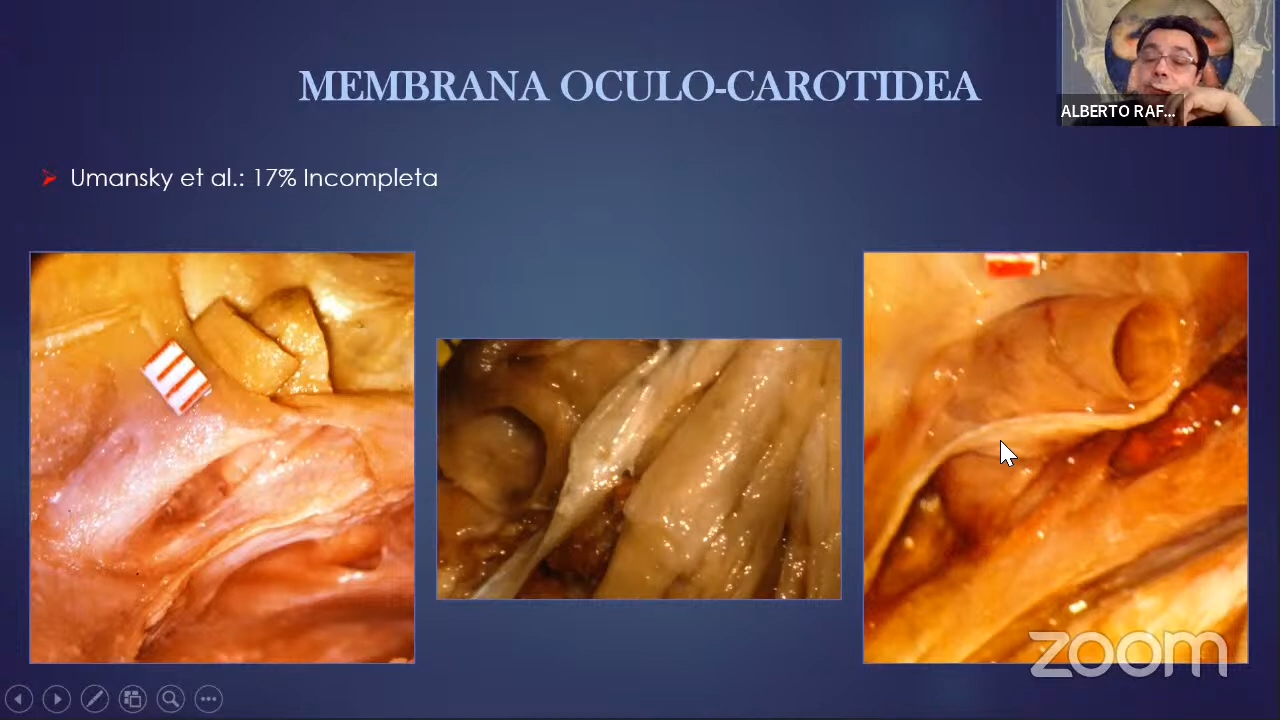 MEMBRANA OCULO-CAROTIDEA
ALBERTO RAF...
Umansky et al.: 17% Incompleta
zoom